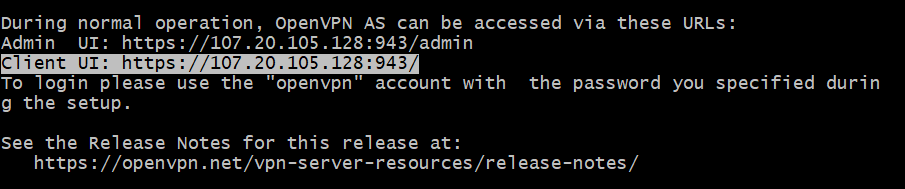 During normal operation, OpenVPN AS can be accessed via these URLs:
Admin  UI: https://107.20.105.128:943/admin
Client UI: https://107.20.105.128:943/
To login please use the "openvpn" account with  the password you specified durin
g the setup.
See the Release Notes for this release at:
   https://openvpn.net/vpn-server-resources/release-notes/